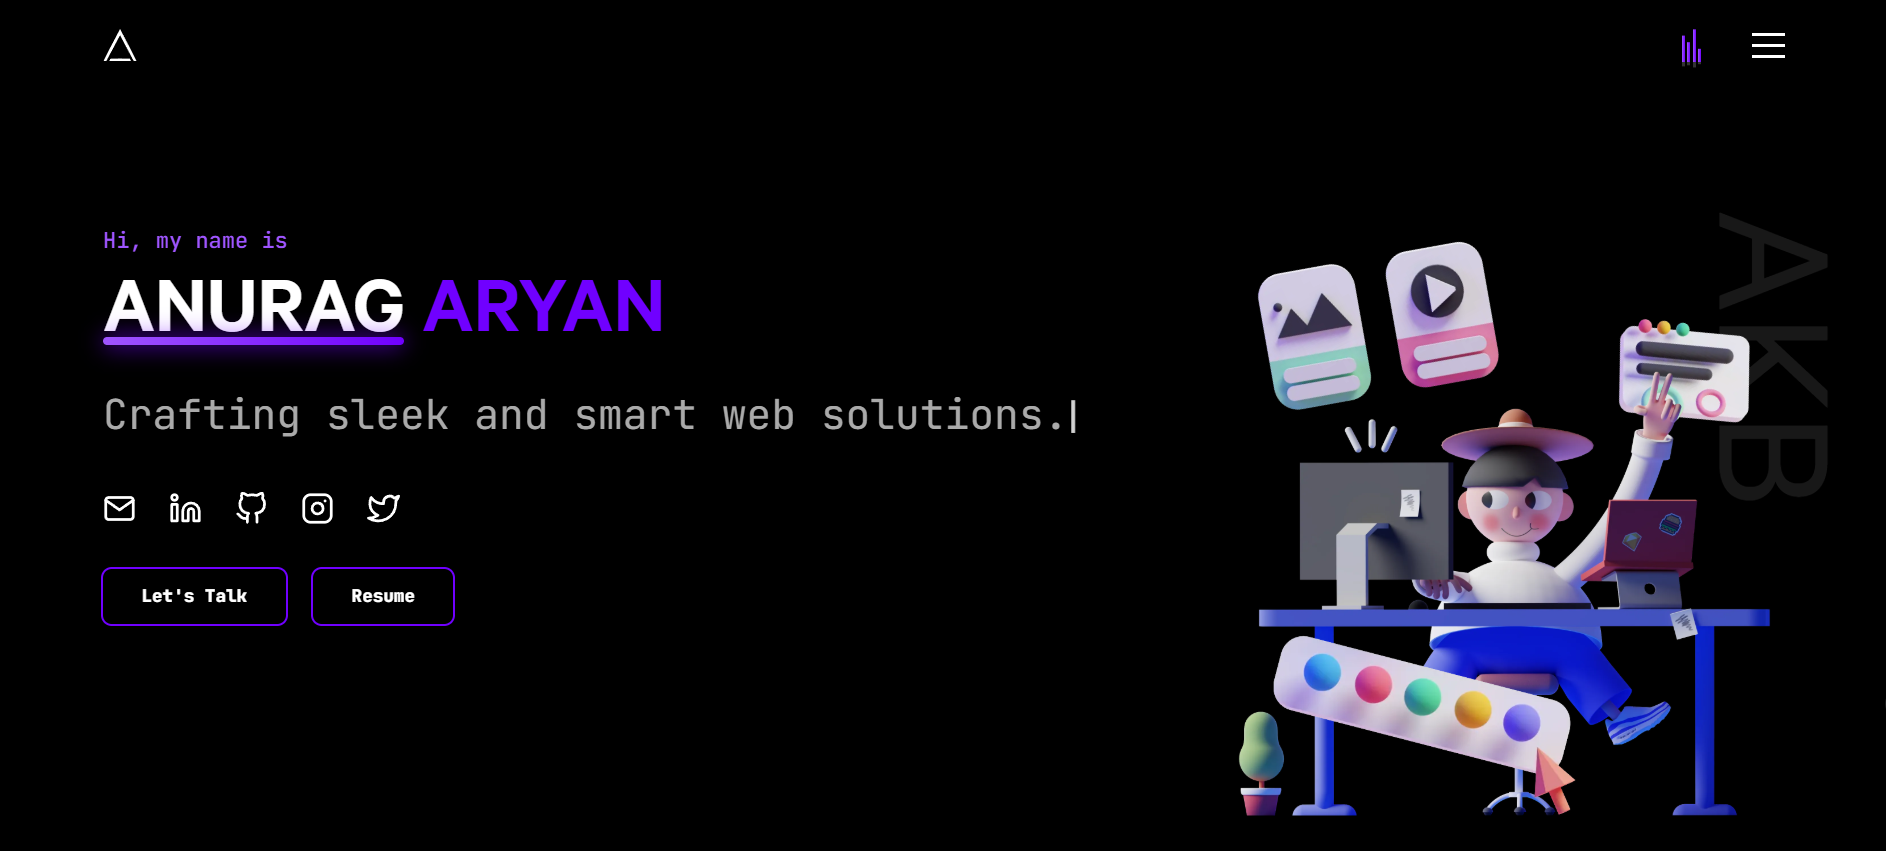 Hi, my name is
ANURAG ARYAN
Crafting sleek and smart web solutions.
Let's Talk
Resume
AKB